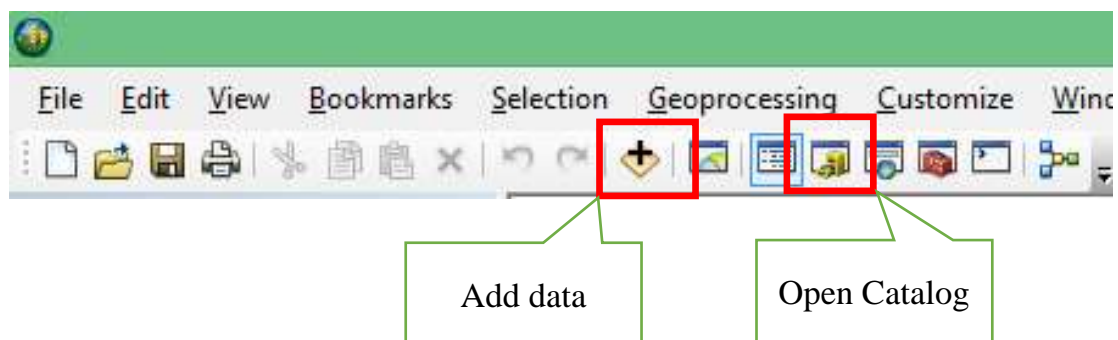 File Edit View Bookmarks Selection Geoprocessing Customize
Add data
Open Catalog